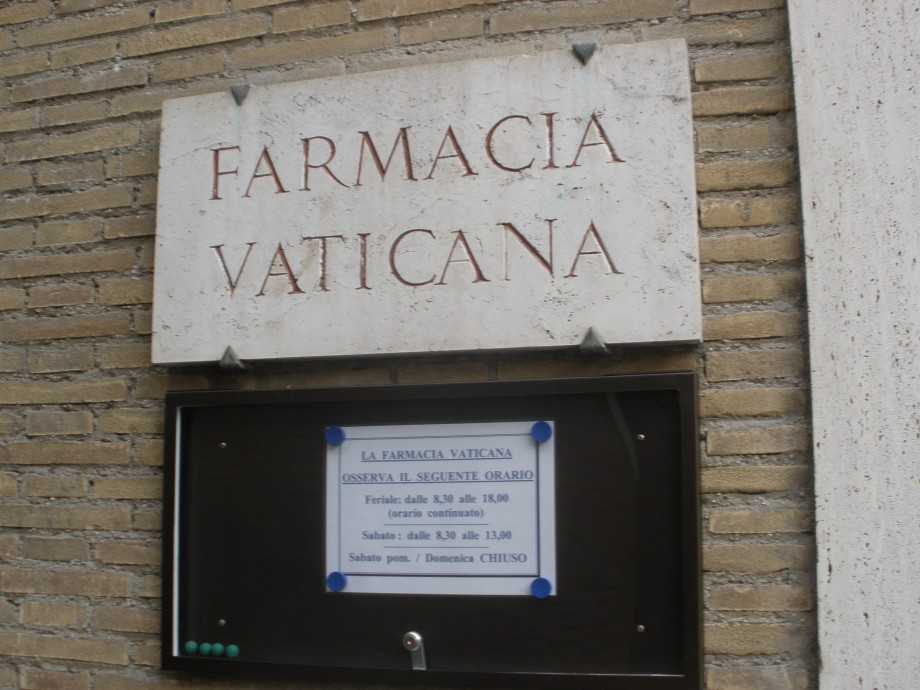 FARMACIA
VATICANA
LA FARMACIA VATICANA
OSSERVA IL SEGUENTE ORARIO
Feriale: dalle 8,30 alle 18,00
(orario continuato)
Sabato : dalle 8,30 alle 13,00
Sabato pom. / Domenica CHIUSO